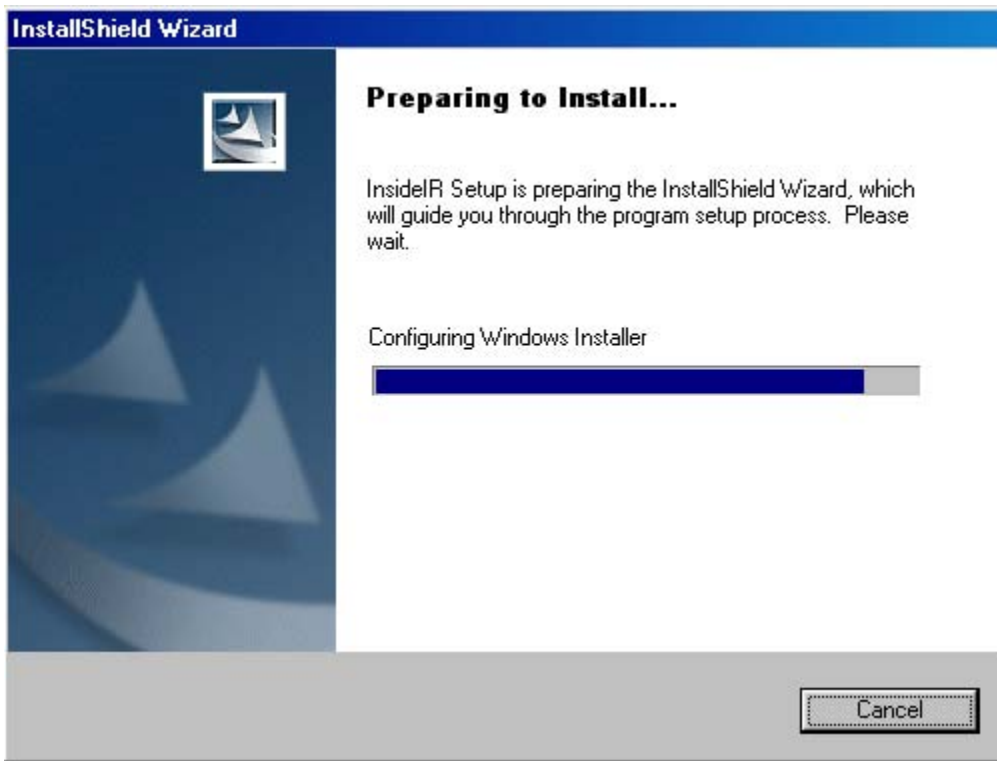 InstallShield Wizard
Preparing to Install...
InsideIR Setup is preparing the InstallShield Wizard, which
will guide you through the program setup process.  Please
wait.
Configuring Windows Installer
Cancel